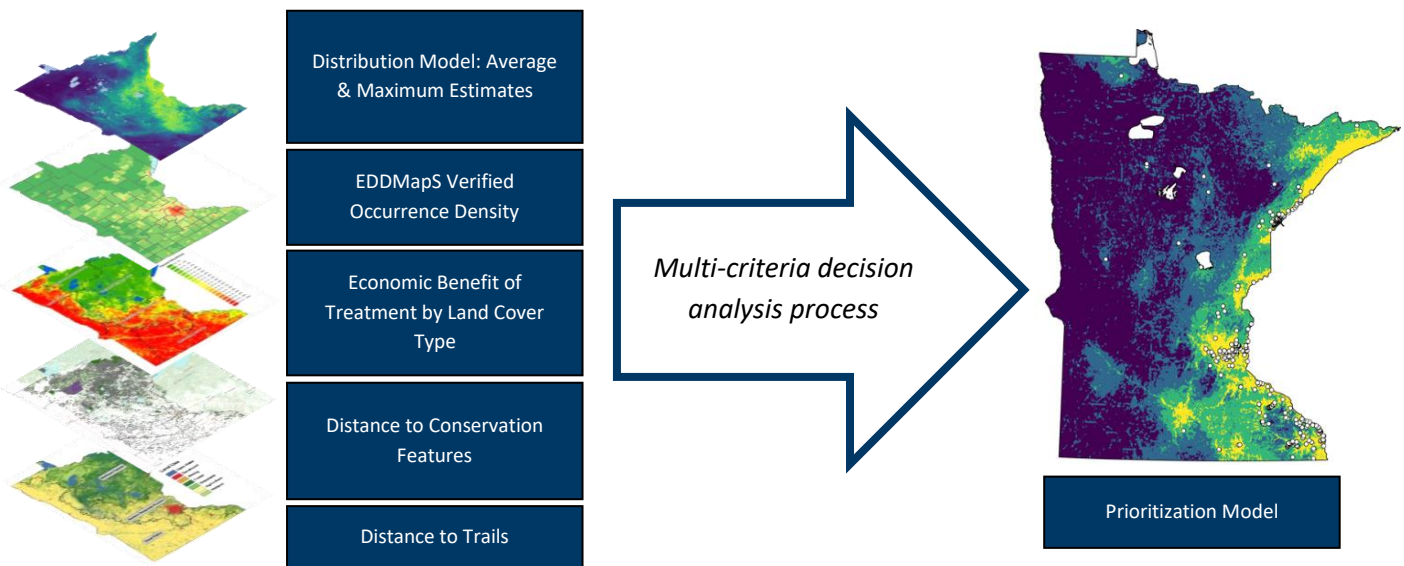 Distribution Model: Average
& Maximum Estimates
EDDMapS Verified
Occurrence Density
Economic Benefit of
Treatment by Land Cover
Type
Distance to Conservation
Features
Distance to Trails
Multi-criteria decision
analysis process
Prioritization Model